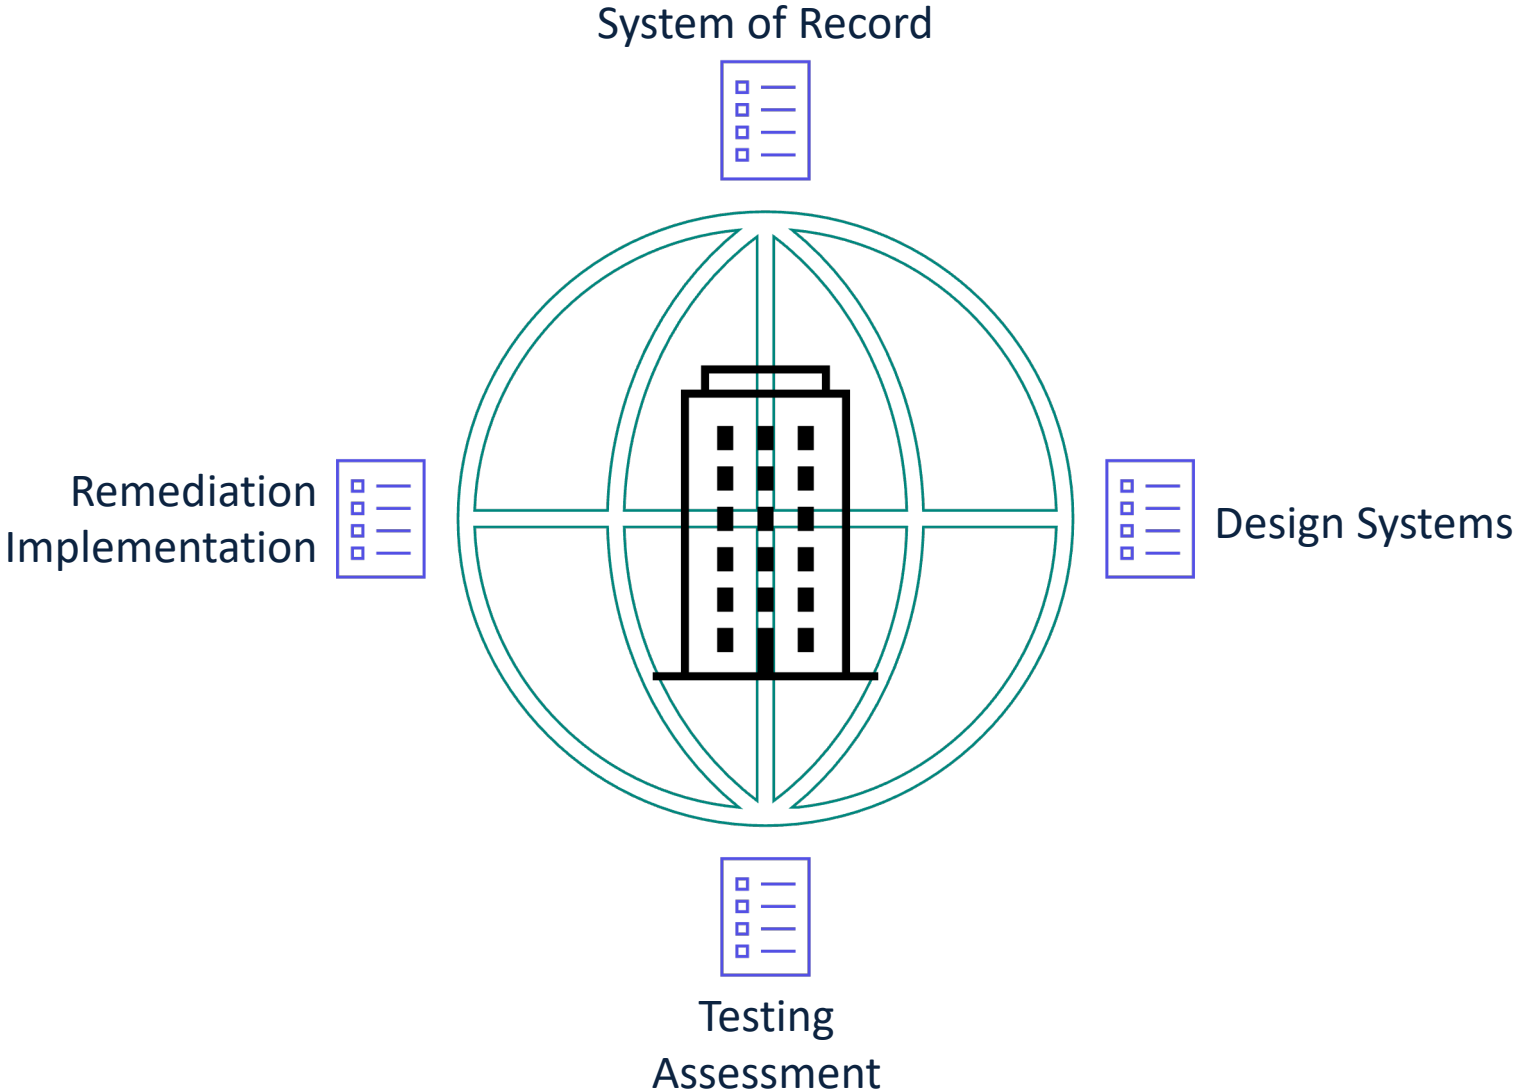 System of Record
Remediation
Implementation
Design Systems
Testing
Assessment